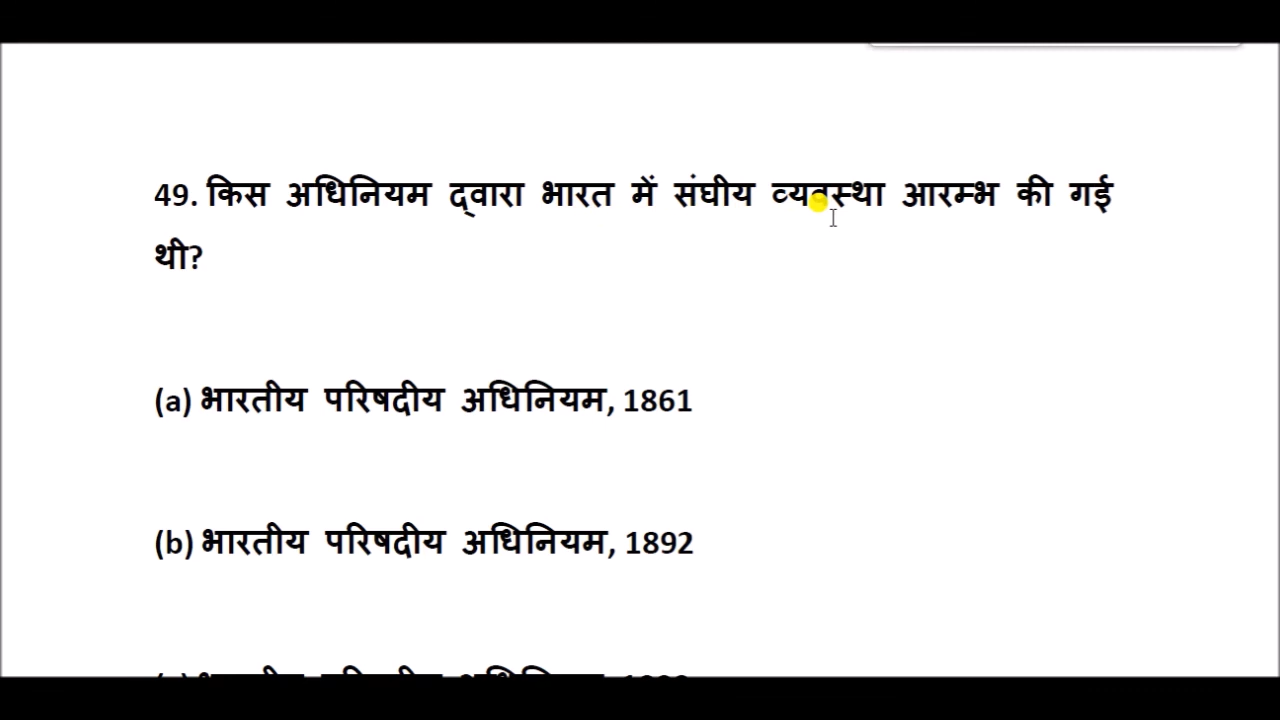 49. किस अधिनियम द्वारा भारत में संघीय व्यवस्था आरम्भ की गई
थी?
(a) भारतीय परिषदीय अधिनियम, 1861
(b) भारतीय परिषदीय अधिनियम, 1892